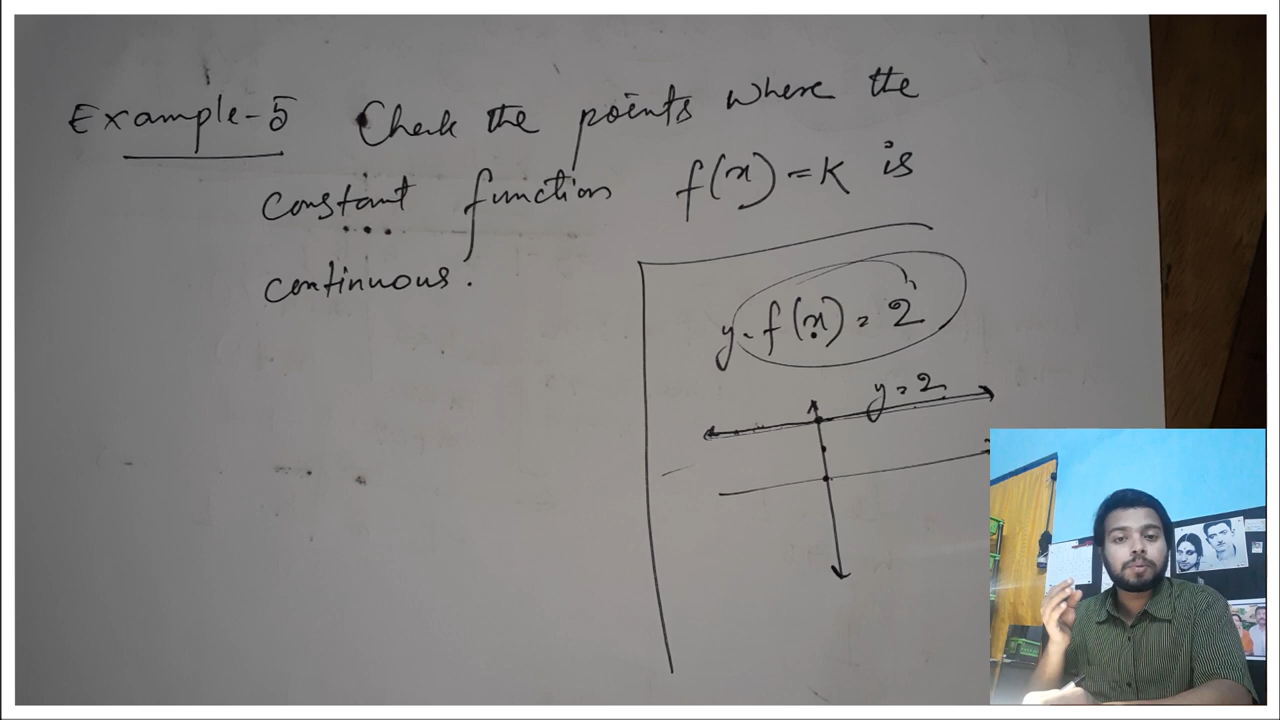 Example-5 Check the points where the
constant function f(x) = K is
continuous.
y = f(x) = 2
y = 2